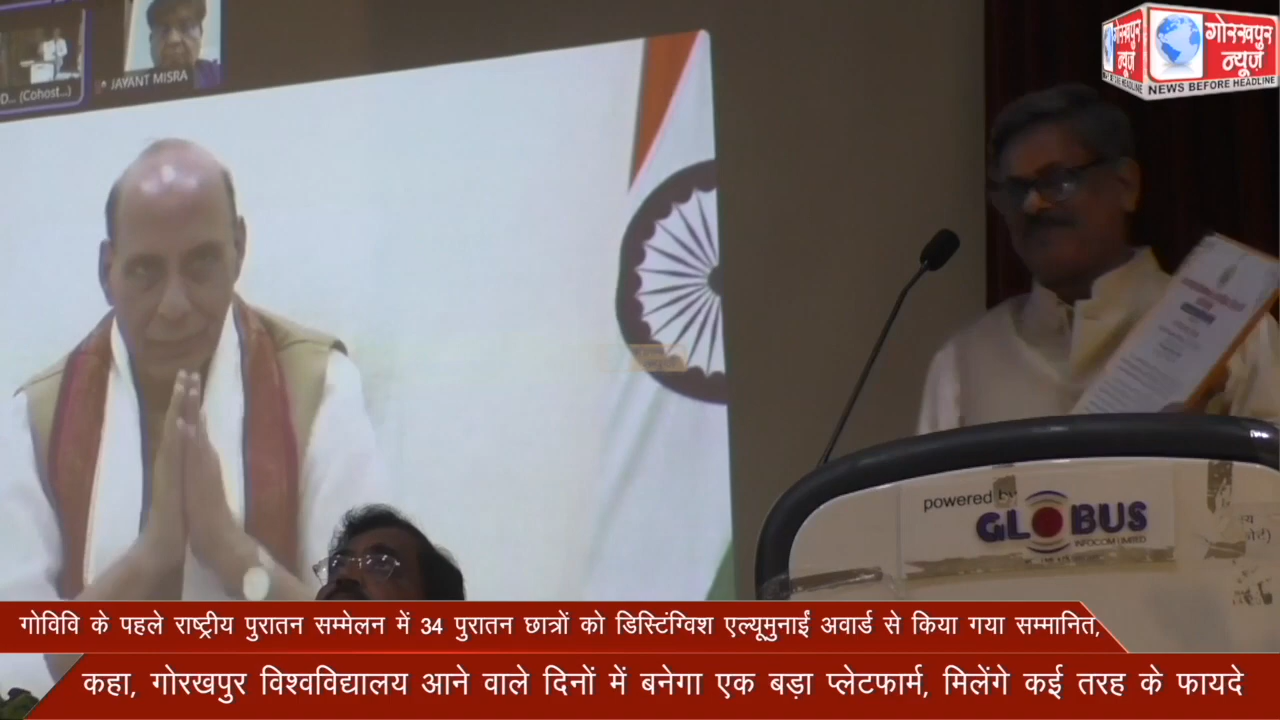 D... (Cohost...)
JAYANT MISRA
गोरखपुर
न्यूज़
गोरखपुर
न्यूज़
NEWS BEFORE HEADLINE
powered by
GLOBUS
INFOCOM LIMITED
गोविवि के पहले राष्ट्रीय पुरातन सम्मेलन में 34 पुरातन छात्रों को डिस्टिंग्विश एल्यूमुनाईं अवार्ड से किया गया सम्मानित,
कहा, गोरखपुर विश्वविद्यालय आने वाले दिनों में बनेगा एक बड़ा प्लेटफार्म, मिलेंगे कई तरह के फायदे